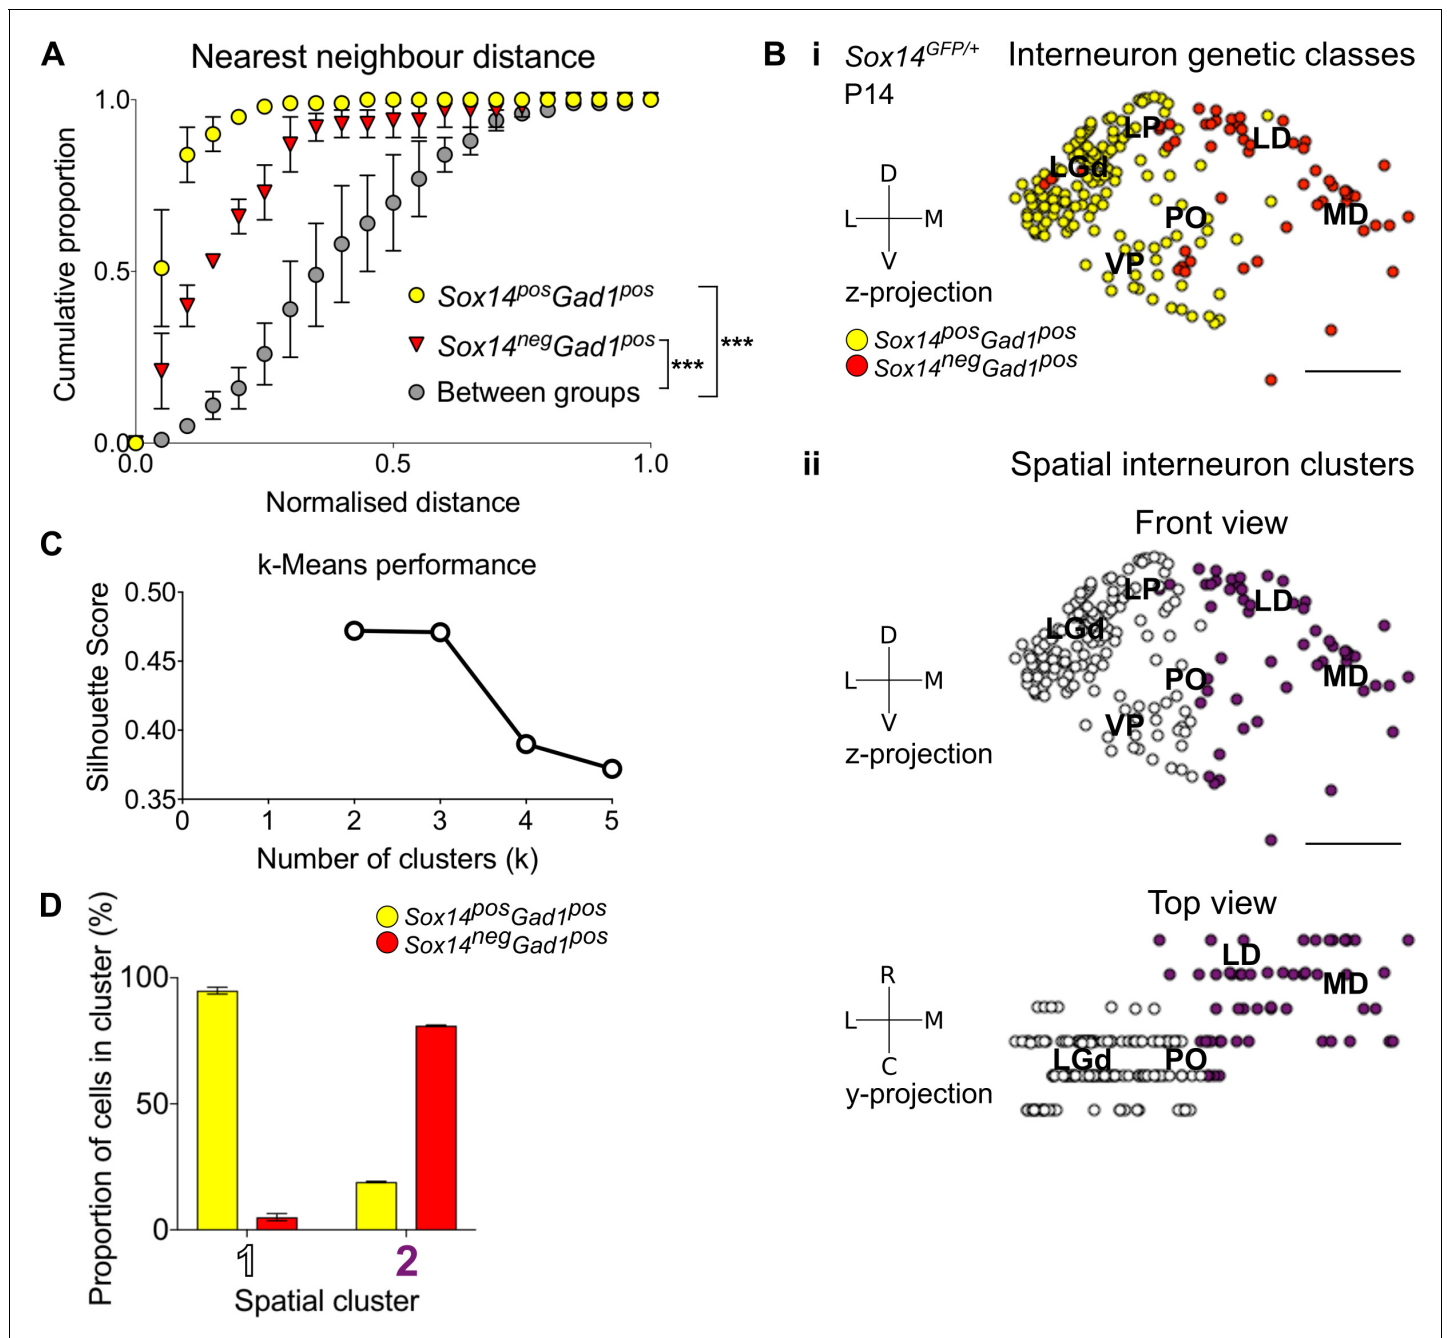 A
Nearest neighbour distance
1.0
0.5
0.0
0.0
0.5
1.0
Cumulative proportion
Normalised distance
Sox14posGad1pos
Sox14negGad1pos
Between groups
***
***
B
i
Sox14GFP/+
P14
Interneuron genetic classes
D
L
M
V
z-projection
Sox14posGad1pos
Sox14negGad1pos
LP
LD
LGd
PO
MD
VP
ii
Spatial interneuron clusters
Front view
D
L
M
V
z-projection
LP
LD
LGd
PO
MD
VP
Top view
R
L
M
C
y-projection
LD
MD
LGd
PO
C
k-Means performance
0.50
0.45
0.40
0.35
0
1
2
3
4
5
Silhouette Score
Number of clusters (k)
D
Sox14posGad1pos
Sox14negGad1pos
100
50
0
Proportion of cells in cluster (%)
1
2
Spatial cluster